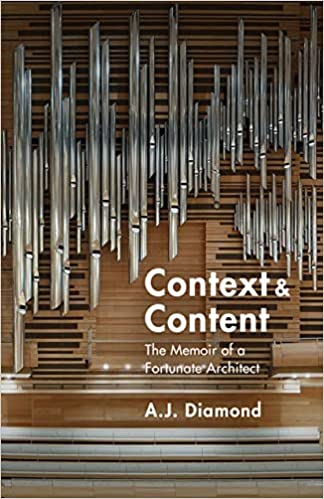 Context &
Content
The Memoir of a
Fortunate Architect
A.J. Diamond